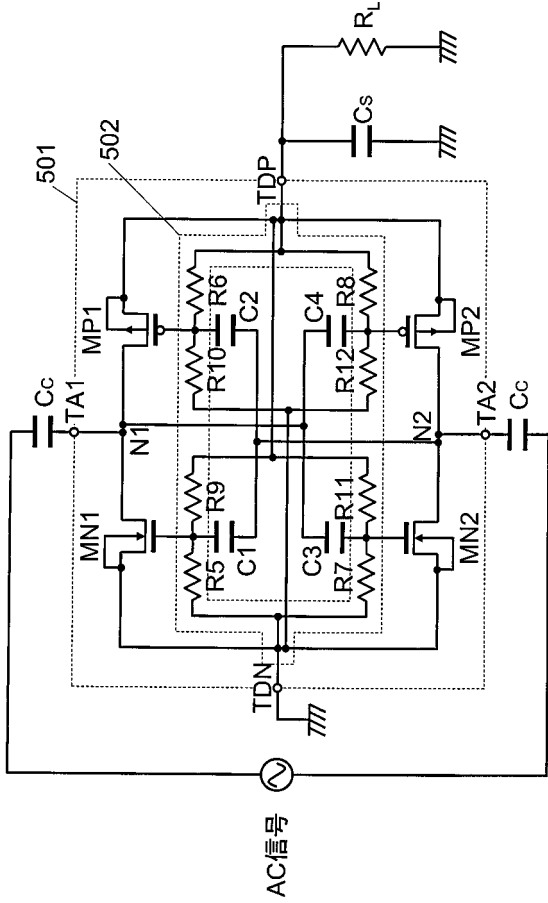 501
502
CC
TA1
N1
MN1
MP1
R5
R9
R10
R6
C1
C2
TDN
TDP
CS
RL
C3
C4
R7
R11
R12
R8
MN2
MP2
N2
TA2
CC
AC信号